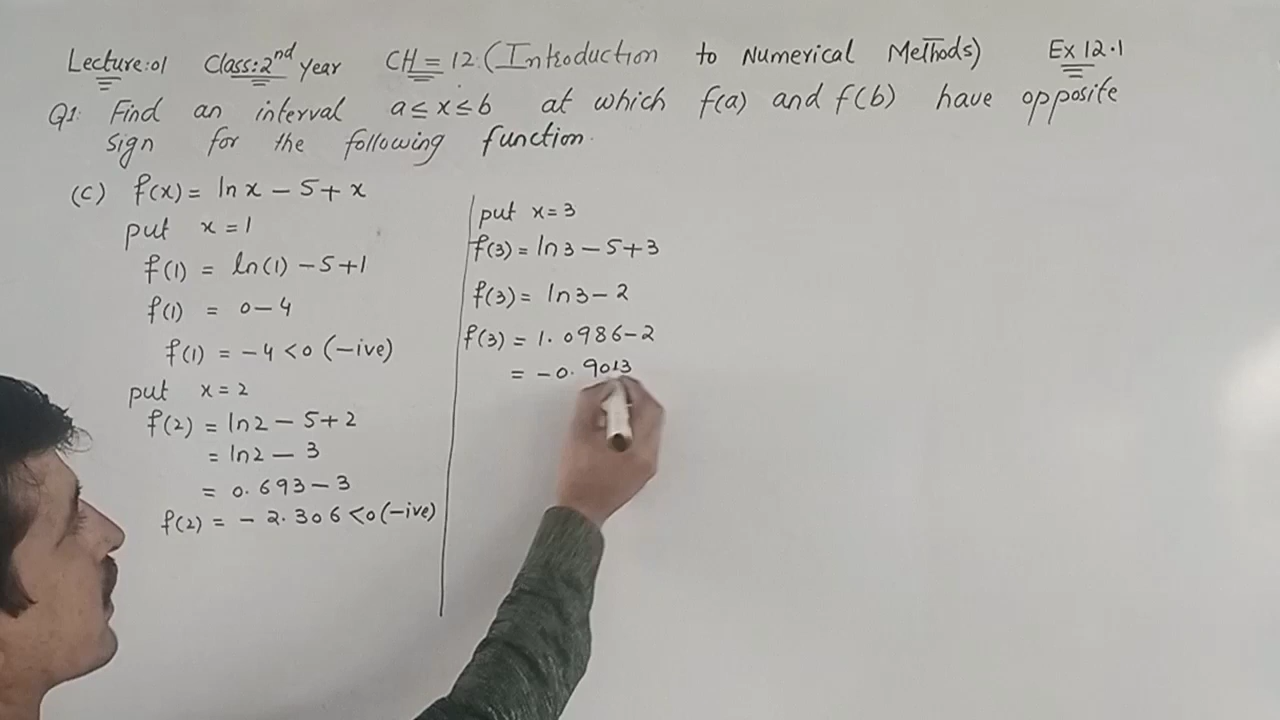 Lecture:01 Class:2nd year CH=12:(Introduction to Numerical Methods) Ex 12.1
Q1: Find an interval a≤x≤b at which f(a) and f(b) have opposite
sign for the following function.
(C) f(x)= ln x - 5 + x
put x=1
f(1) = ln(1) - 5+1
f(1) = 0-4
f(1) = -4 <0 (-ive)
put x=2
f(2) = ln2 - 5+2
= ln2 - 3
= 0.693-3
f(2) = - 2.306 <0(-ive)
put x=3
f(3)= ln3-5+3
f(3)= ln3-2
f(3) = 1.0986-2
= -0.9013